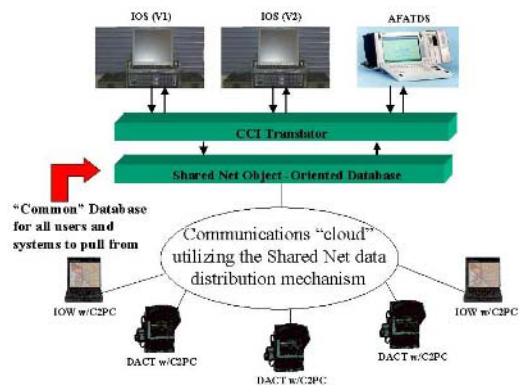 IOS (V1)
IOS (V2)
AFATDS
CCI Translator
Shared Net Object - Oriented Database
"Common" Database
for all users and
systems to pull from
Communications "cloud"
utilizing the Shared Net data
distribution mechanism
IOW w/C2PC
DACT w/C2PC
DACT w/C2PC
DACT w/C2PC
IOW w/C2PC